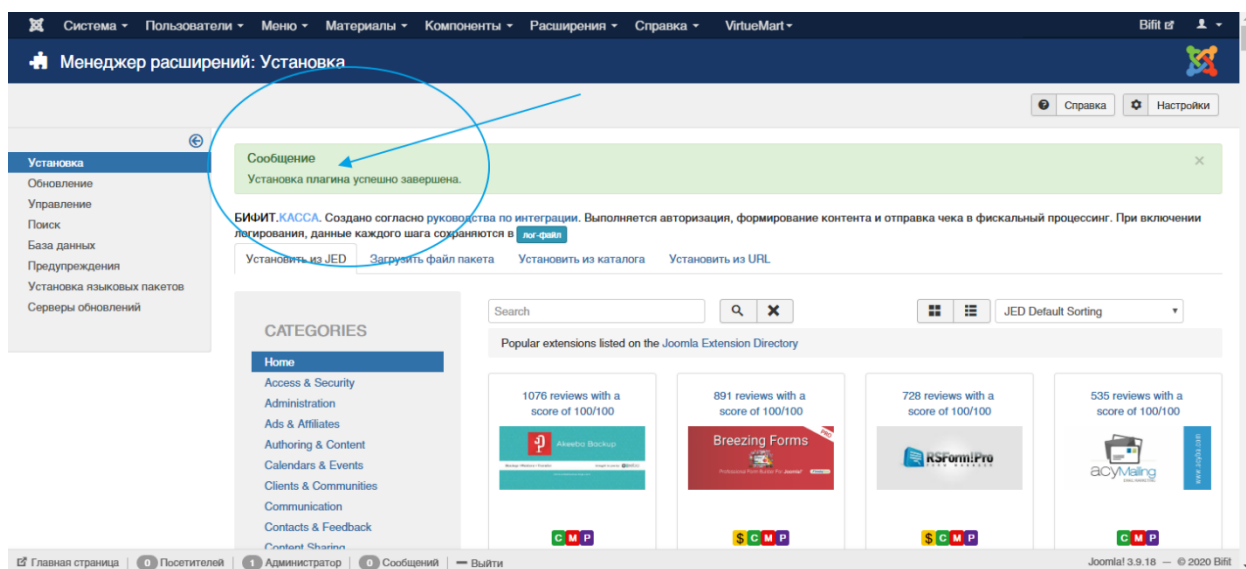 Система Пользователи Меню Материалы Компоненты Расширения Справка VirtueMart Bifit
Менеджер расширений: Установка
Справка Настройки
Установка
Обновление
Управление
Поиск
База данных
Предупреждения
Установка языковых пакетов
Серверы обновлений
Сообщение
Установка плагина успешно завершена.
БИФИТ.КАССА. Создано согласно руководства по интеграции. Выполняется авторизация, формирование контента и отправка чека в фискальный процессинг. При включении
логирования, данные каждого шага сохраняются в лог-файл
Установить из JED Загрузить файл пакета Установить из каталога Установить из URL
CATEGORIES
Home
Access & Security
Administration
Ads & Affiliates
Authoring & Content
Calendars & Events
Clients & Communities
Communication
Contacts & Feedback
Content Sharing
Search JED Default Sorting
Popular extensions listed on the Joomla Extension Directory
1076 reviews with a
score of 100/100
Akeeba Backup
C M P
891 reviews with a
score of 100/100
PRO
Breezing Forms
$ C M P
728 reviews with a
score of 100/100
RSForm!Pro
$ C M P
535 reviews with a
score of 100/100
acyMailing
C M P
Главная страница 0 Посетителей 1 Администратор 0 Сообщений Выйти Joomla! 3.9.18 — © 2020 Bifit